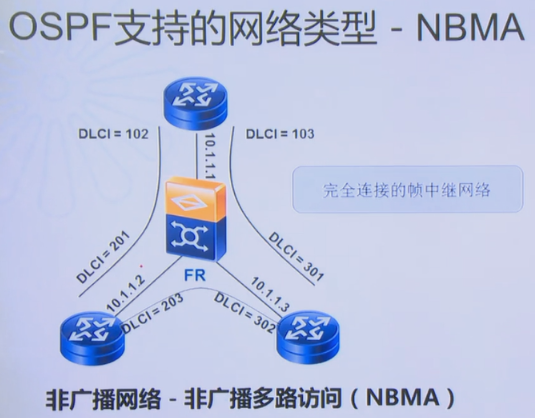 OSPF支持的网络类型 - NBMA
DLCI = 102
DLCI = 103
10.1.1.1
完全连接的帧中继网络
DLCI = 201
DLCI = 301
FR
10.1.1.2
10.1.1.3
DLCI = 203
DLCI = 302
非广播网络 - 非广播多路访问（NBMA）